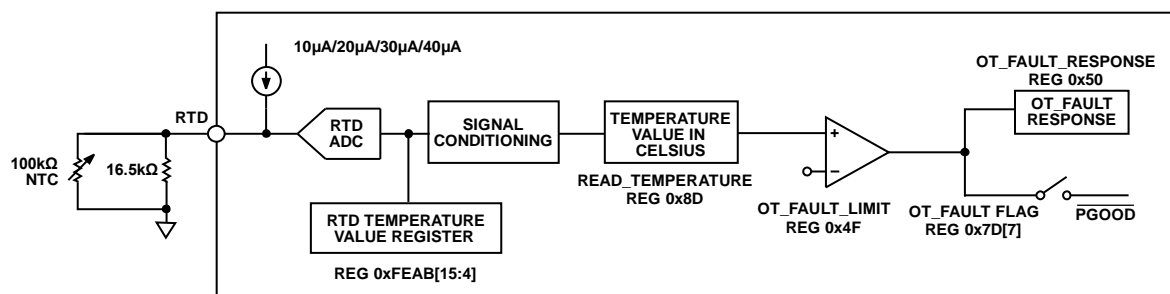 10µA/20µA/30µA/40µA
RTD
100kΩ
NTC
16.5kΩ
RTD
ADC
RTD TEMPERATURE
VALUE REGISTER
REG 0xFEAB[15:4]
SIGNAL
CONDITIONING
TEMPERATURE
VALUE IN
CELSIUS
READ_TEMPERATURE
REG 0x8D
+
–
OT_FAULT_LIMIT
REG 0x4F
OT_FAULT_RESPONSE
REG 0x50
OT_FAULT
RESPONSE
OT_FAULT FLAG
REG 0x7D[7]
PGOOD